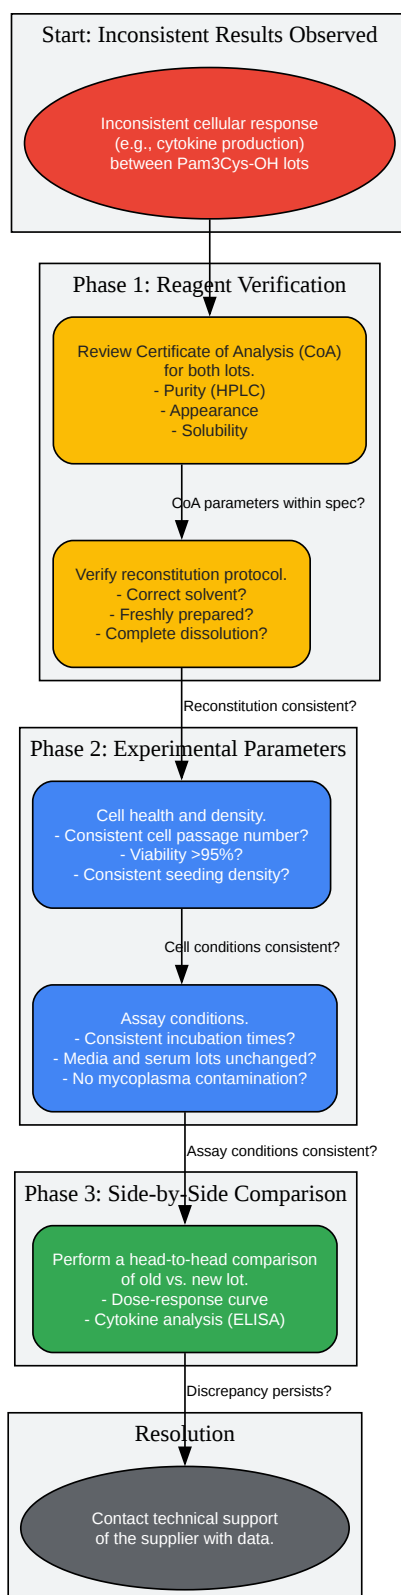 Start: Inconsistent Results Observed
Inconsistent cellular response
(e.g., cytokine production)
between Pam3Cys-OH lots
Phase 1: Reagent Verification
Review Certificate of Analysis (CoA)
for both lots.
- Purity (HPLC)
- Appearance
- Solubility
CoA parameters within spec?
Verify reconstitution protocol.
- Correct solvent?
- Freshly prepared?
- Complete dissolution?
Reconstitution consistent?
Phase 2: Experimental Parameters
Cell health and density.
- Consistent cell passage number?
- Viability >95%?
- Consistent seeding density?
Cell conditions consistent?
Assay conditions.
- Consistent incubation times?
- Media and serum lots unchanged?
- No mycoplasma contamination?
Assay conditions consistent?
Phase 3: Side-by-Side Comparison
Perform a head-to-head comparison
of old vs. new lot.
- Dose-response curve
- Cytokine analysis (ELISA)
Discrepancy persists?
Resolution
Contact technical support
of the supplier with data.